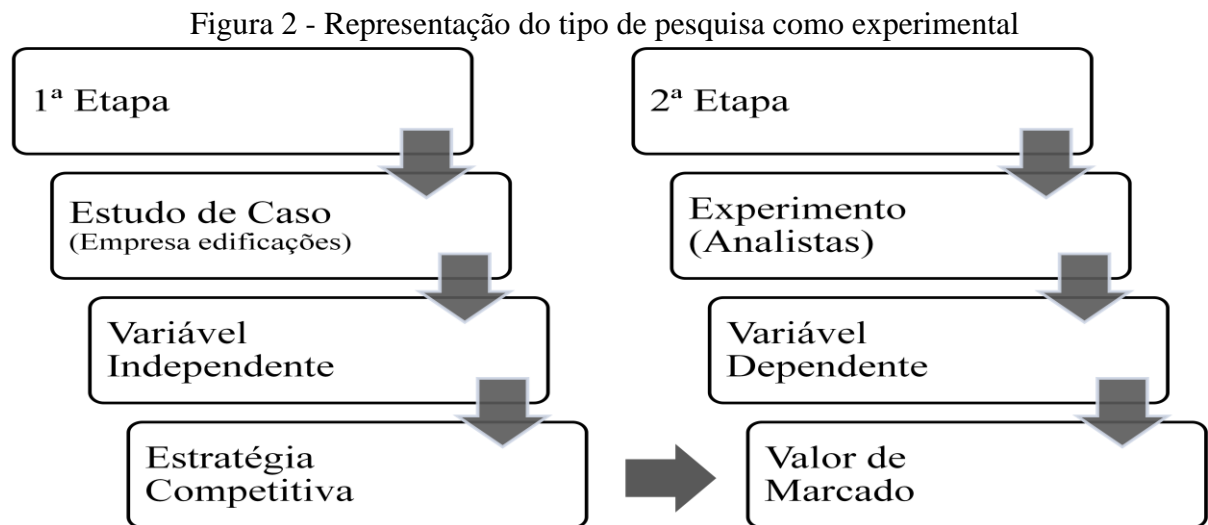 Figura 2 - Representação do tipo de pesquisa como experimental
1ª Etapa
Estudo de Caso
(Empresa edificações)
Variável
Independente
Estratégia
Competitiva
2ª Etapa
Experimento
(Analistas)
Variável
Dependente
Valor de
Marcado